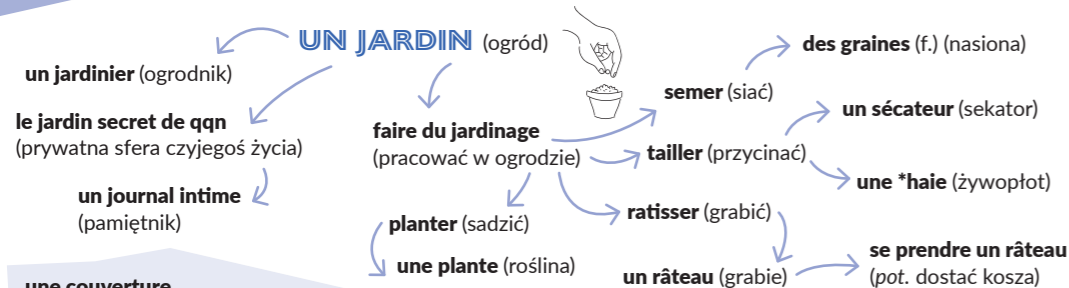 UN JARDIN (ogród)
un jardinier (ogrodnik)
le jardin secret de qqn
(prywatna sfera czyjegoś życia)
un journal intime
(pamiętnik)
faire du jardinage
(pracować w ogrodzie)
semer (siać)
des graines (f.) (nasiona)
tailler (przycinać)
un sécateur (sekator)
une *haie (żywopłot)
ratisser (grabić)
un râteau (grabie)
se prendre un râteau
(pot. dostać kosza)
planter (sadzić)
une plante (roślina)
une couverture